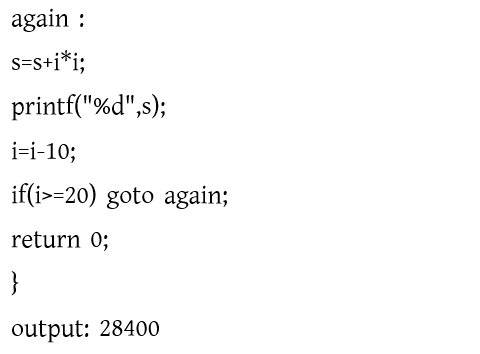 again :
s=s+i*i;
printf("%d",s);
i=i-10;
if(i>=20) goto again;
return 0;
}
output: 28400